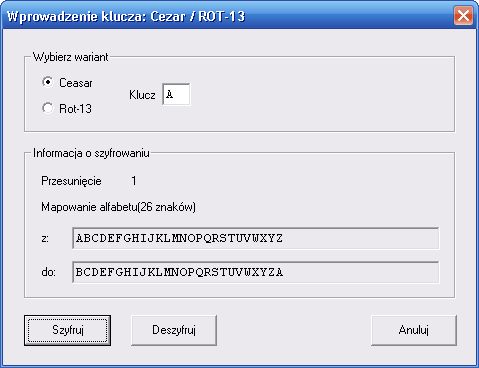 Wprowadzenie klucza: Cezar / ROT-13
Wybierz wariant
Ceasar
Klucz A
Rot-13
Informacja o szyfrowaniu
Przesunięcie 1
Mapowanie alfabetu(26 znaków)
z: ABCDEFGHIJKLMNOPQRSTUVWXYZ
do: BCDEFGHIJKLMNOPQRSTUVWXYZA
Szyfruj Deszyfruj Anuluj